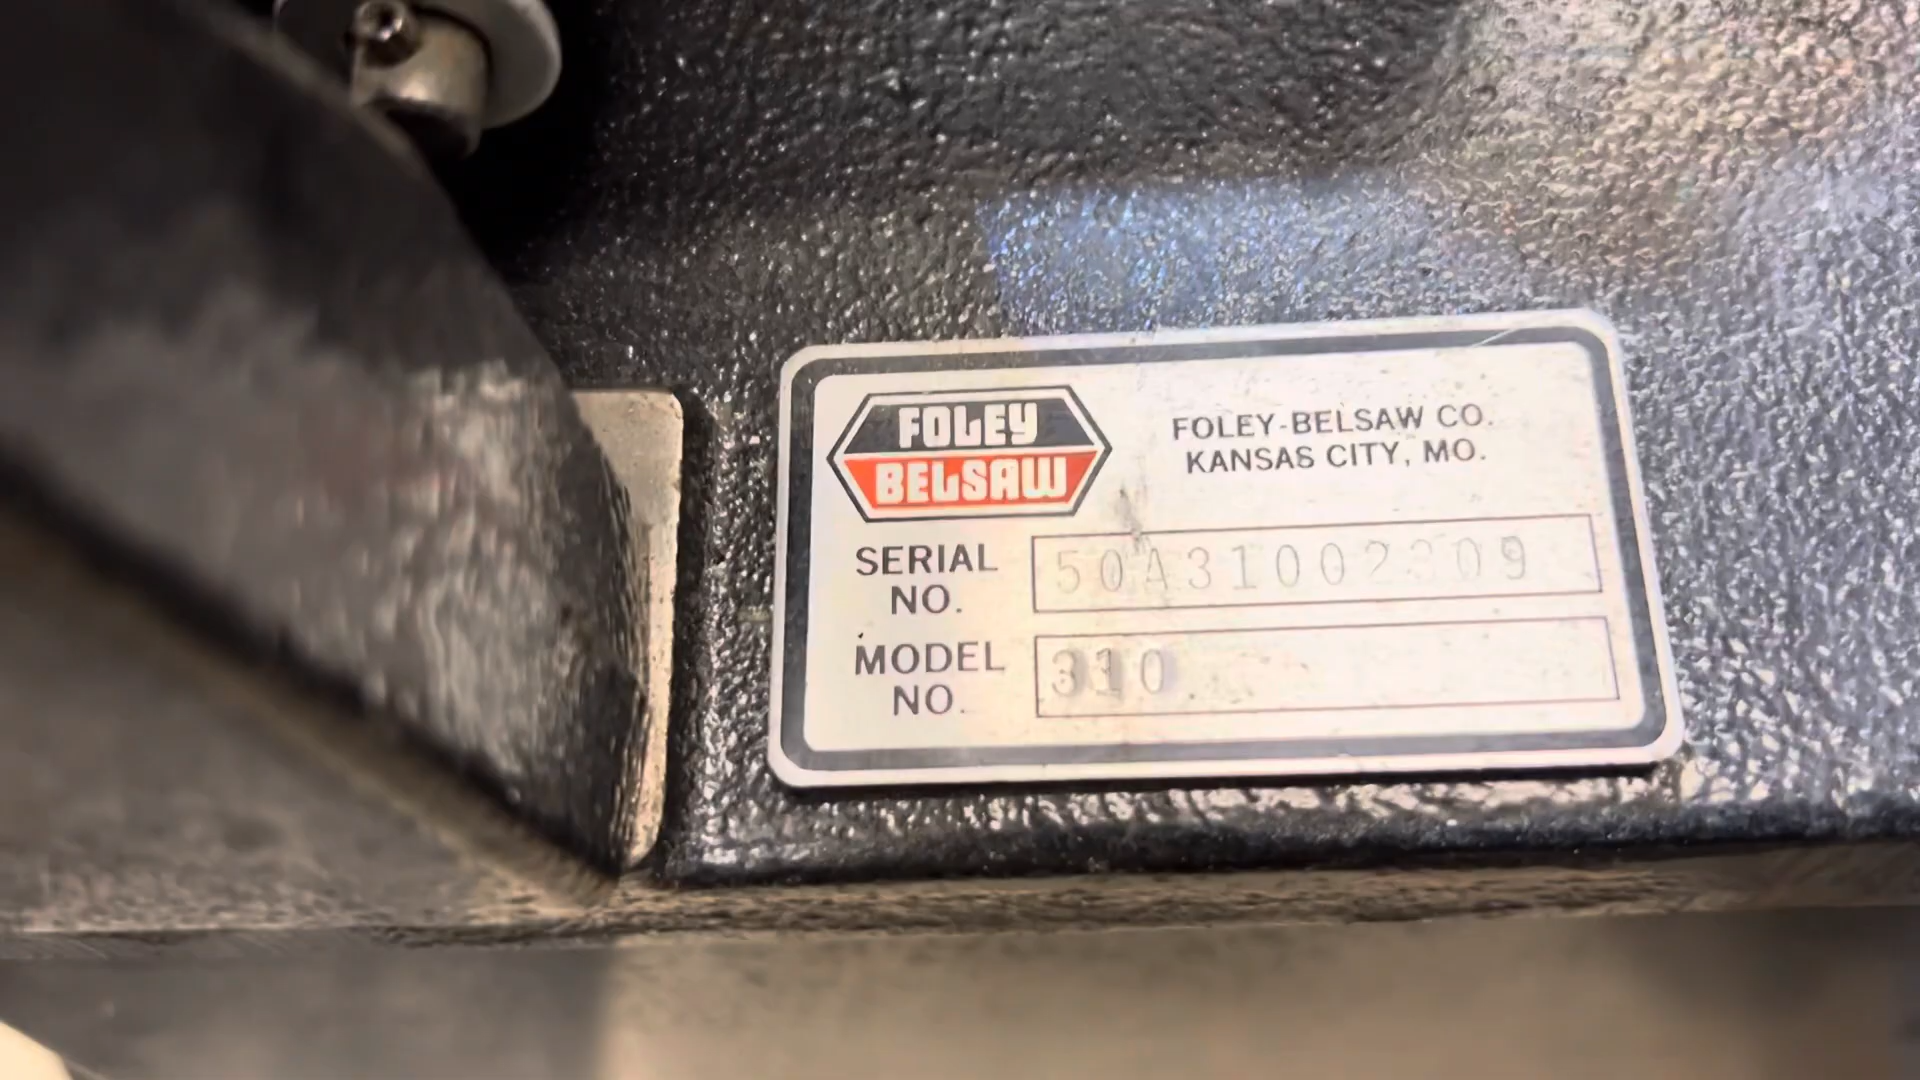 FOLEY
BELSAW
FOLEY-BELSAW CO.
KANSAS CITY, MO.
SERIAL
NO.
MODEL
NO.
310